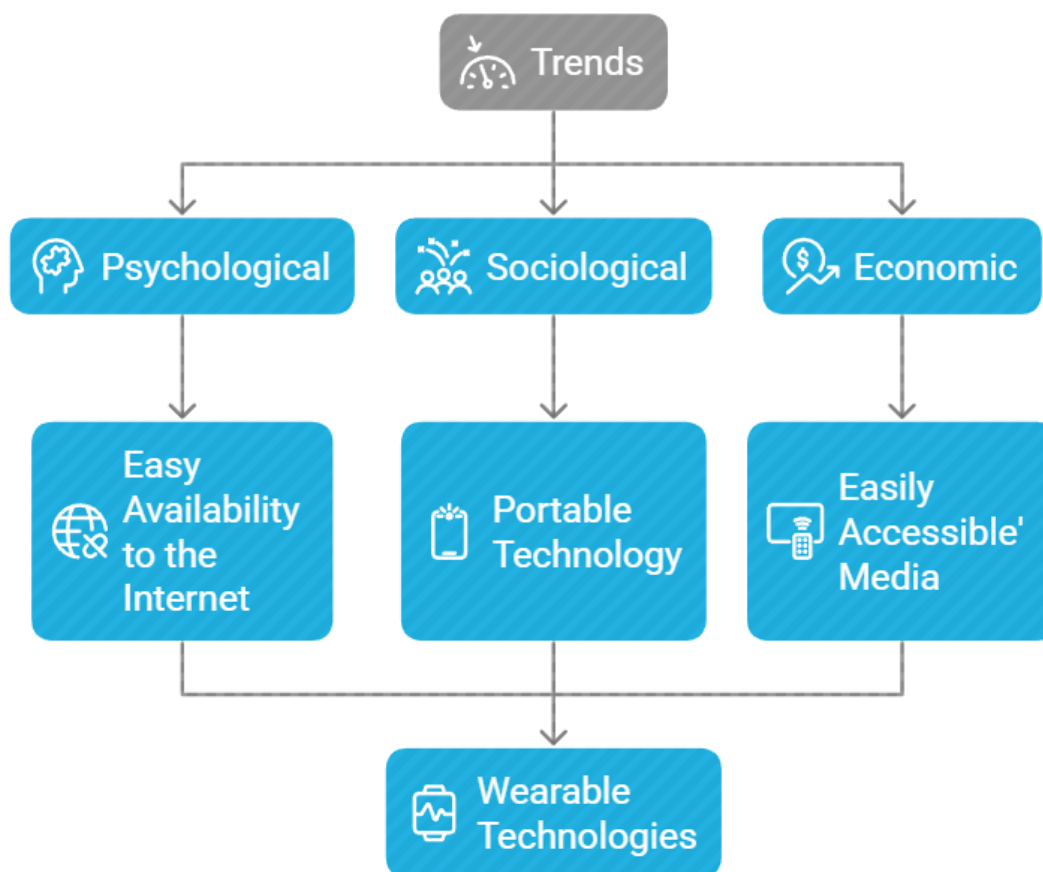 Trends
Psychological
Sociological
Economic
Easy
Availability
to the
Internet
Portable
Technology
Easily
Accessible'
Media
Wearable
Technologies